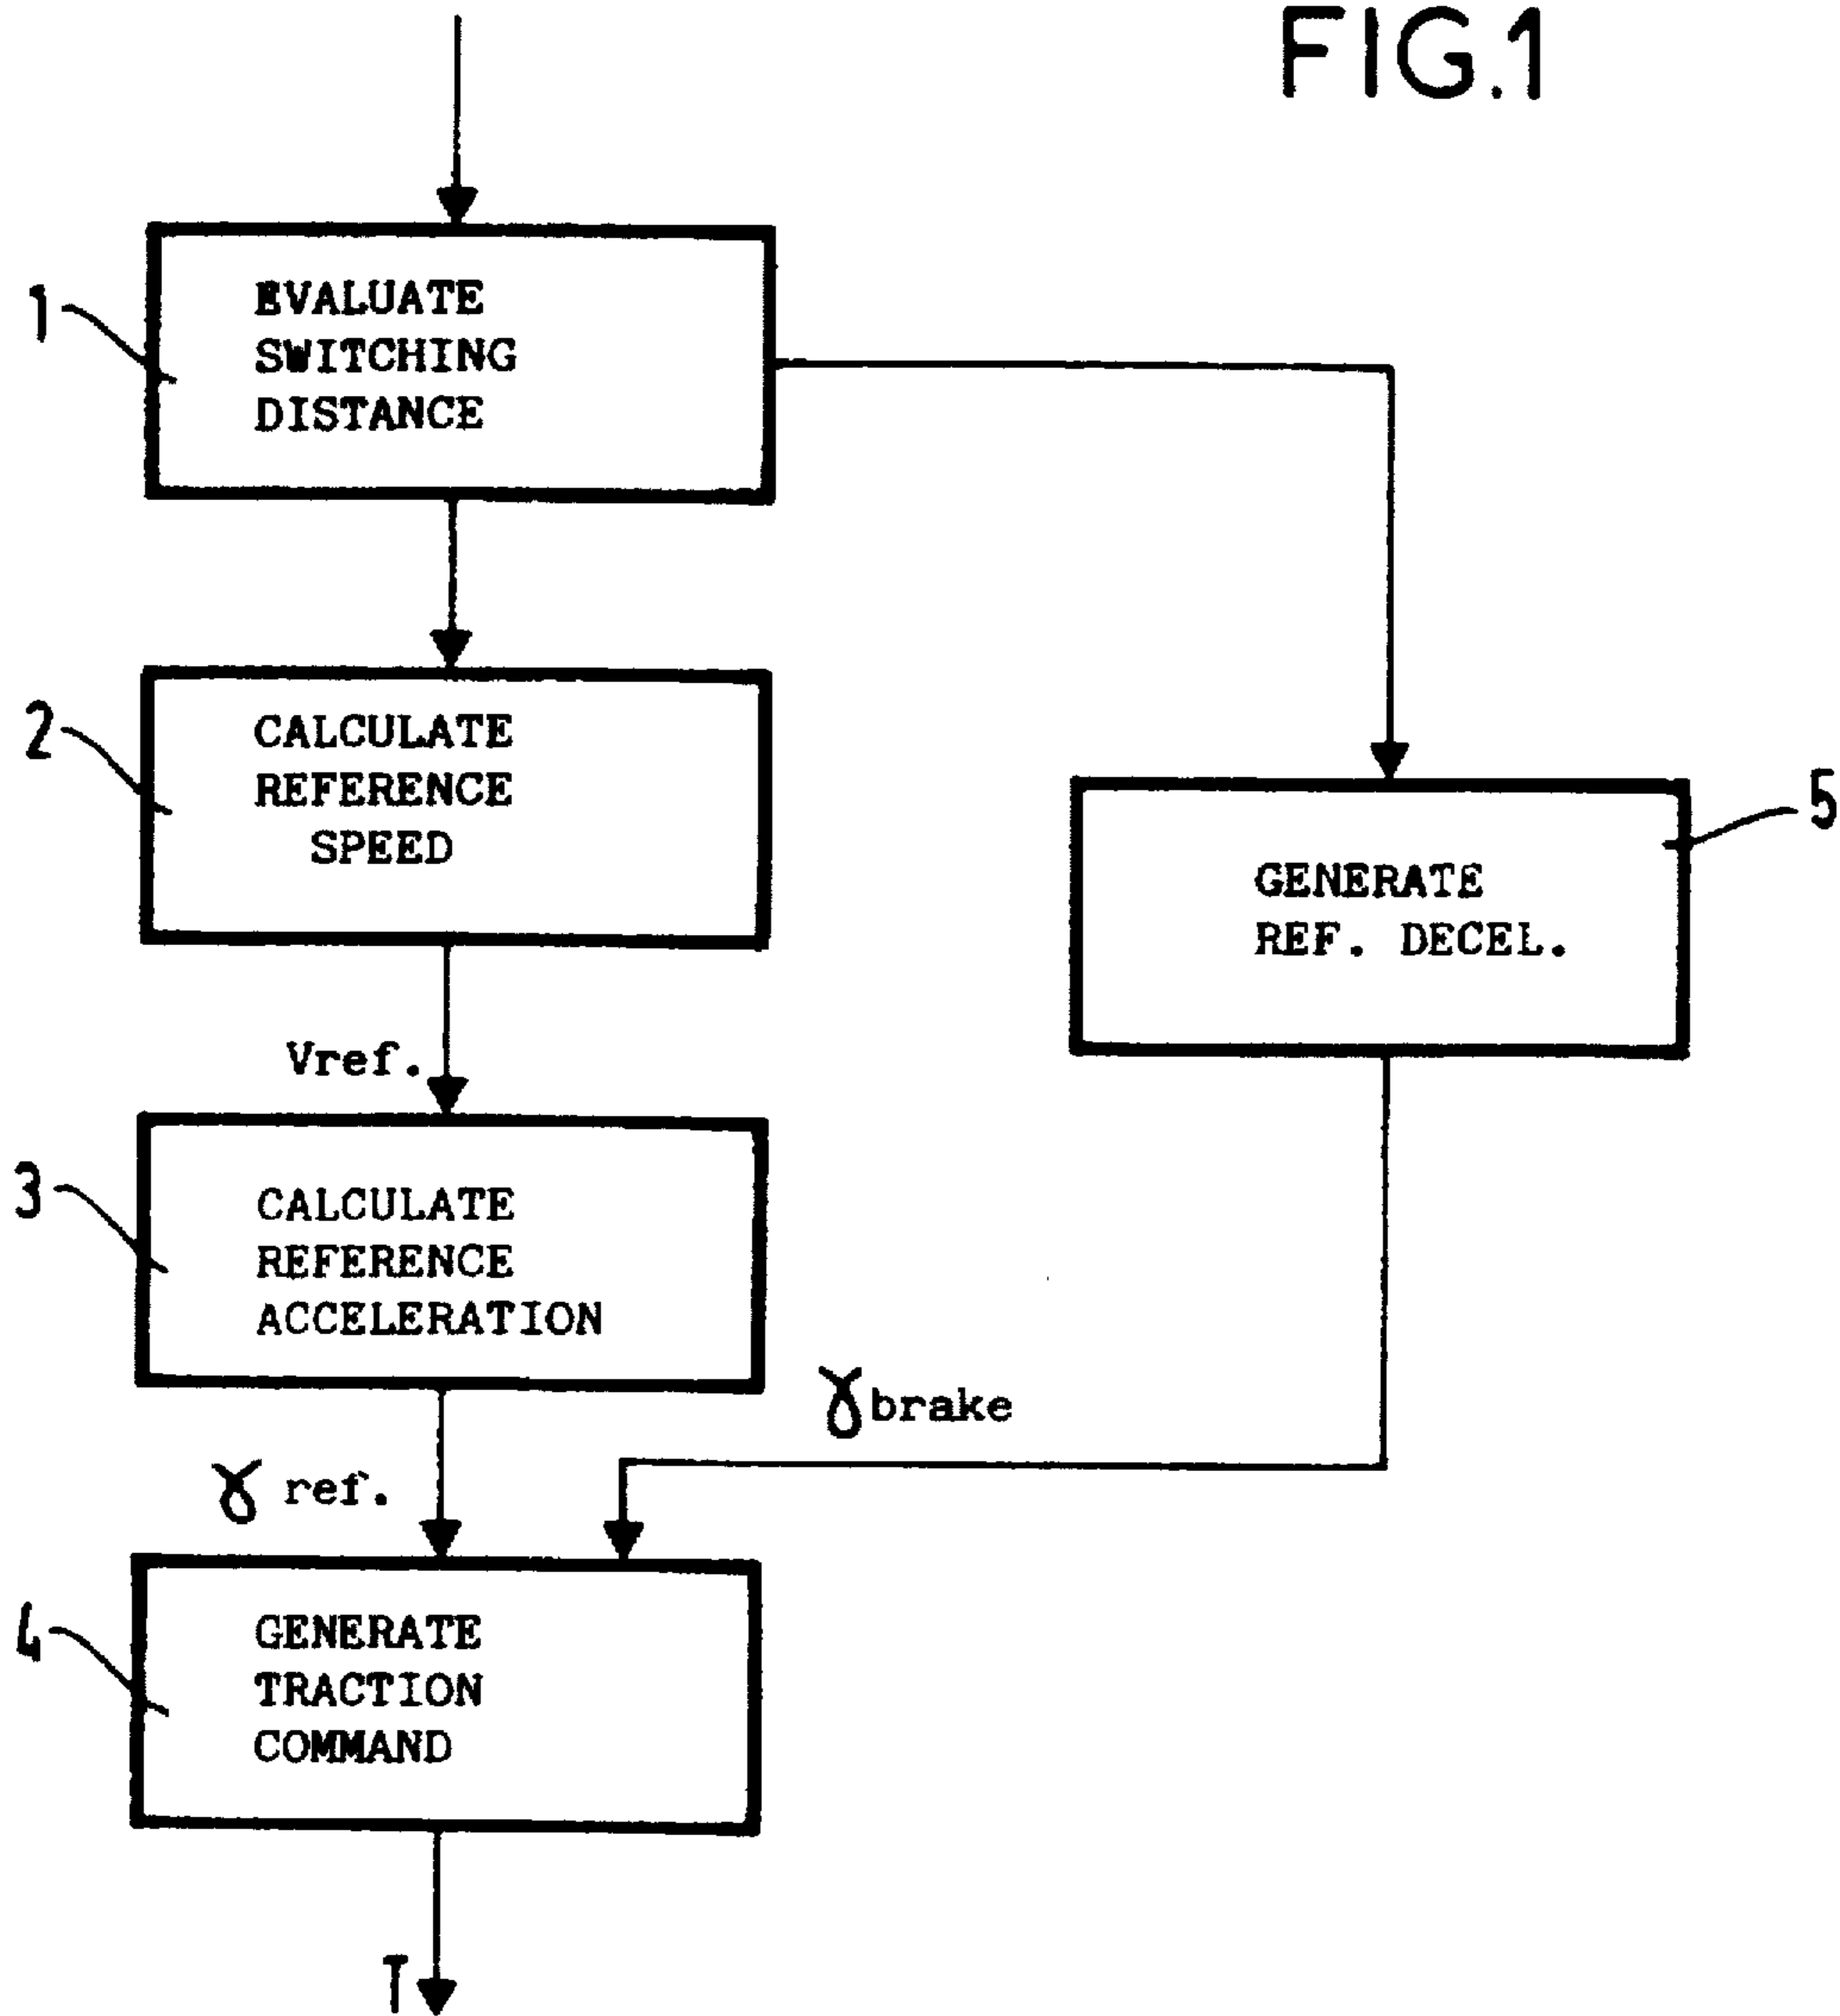 FIG.1
1
EVALUATE
SWITCHING
DISTANCE
2
CALCULATE
REFERENCE
SPEED
5
GENERATE
REF. DECEL.
Vref.
3
CALCULATE
REFERENCE
ACCELERATION
γbrake
γ ref.
4
GENERATE
TRACTION
COMMAND
T